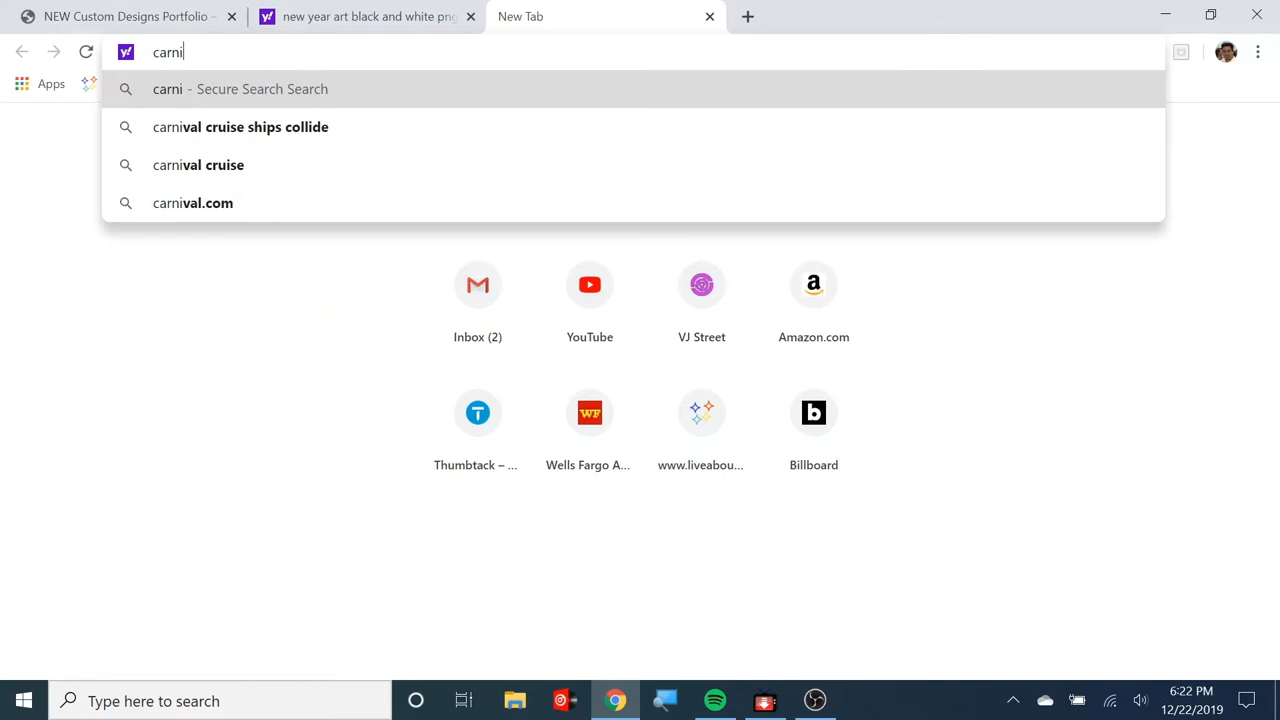 NEW Custom Designs Portfolio –
new year art black and white png
New Tab
carni
Apps
carni - Secure Search Search
carnival cruise ships collide
carnival cruise
carnival.com
Inbox (2)
YouTube
VJ Street
Amazon.com
Thumbtack – ...
Wells Fargo A...
www.liveabou...
Billboard
Type here to search
6:22 PM
12/22/2019